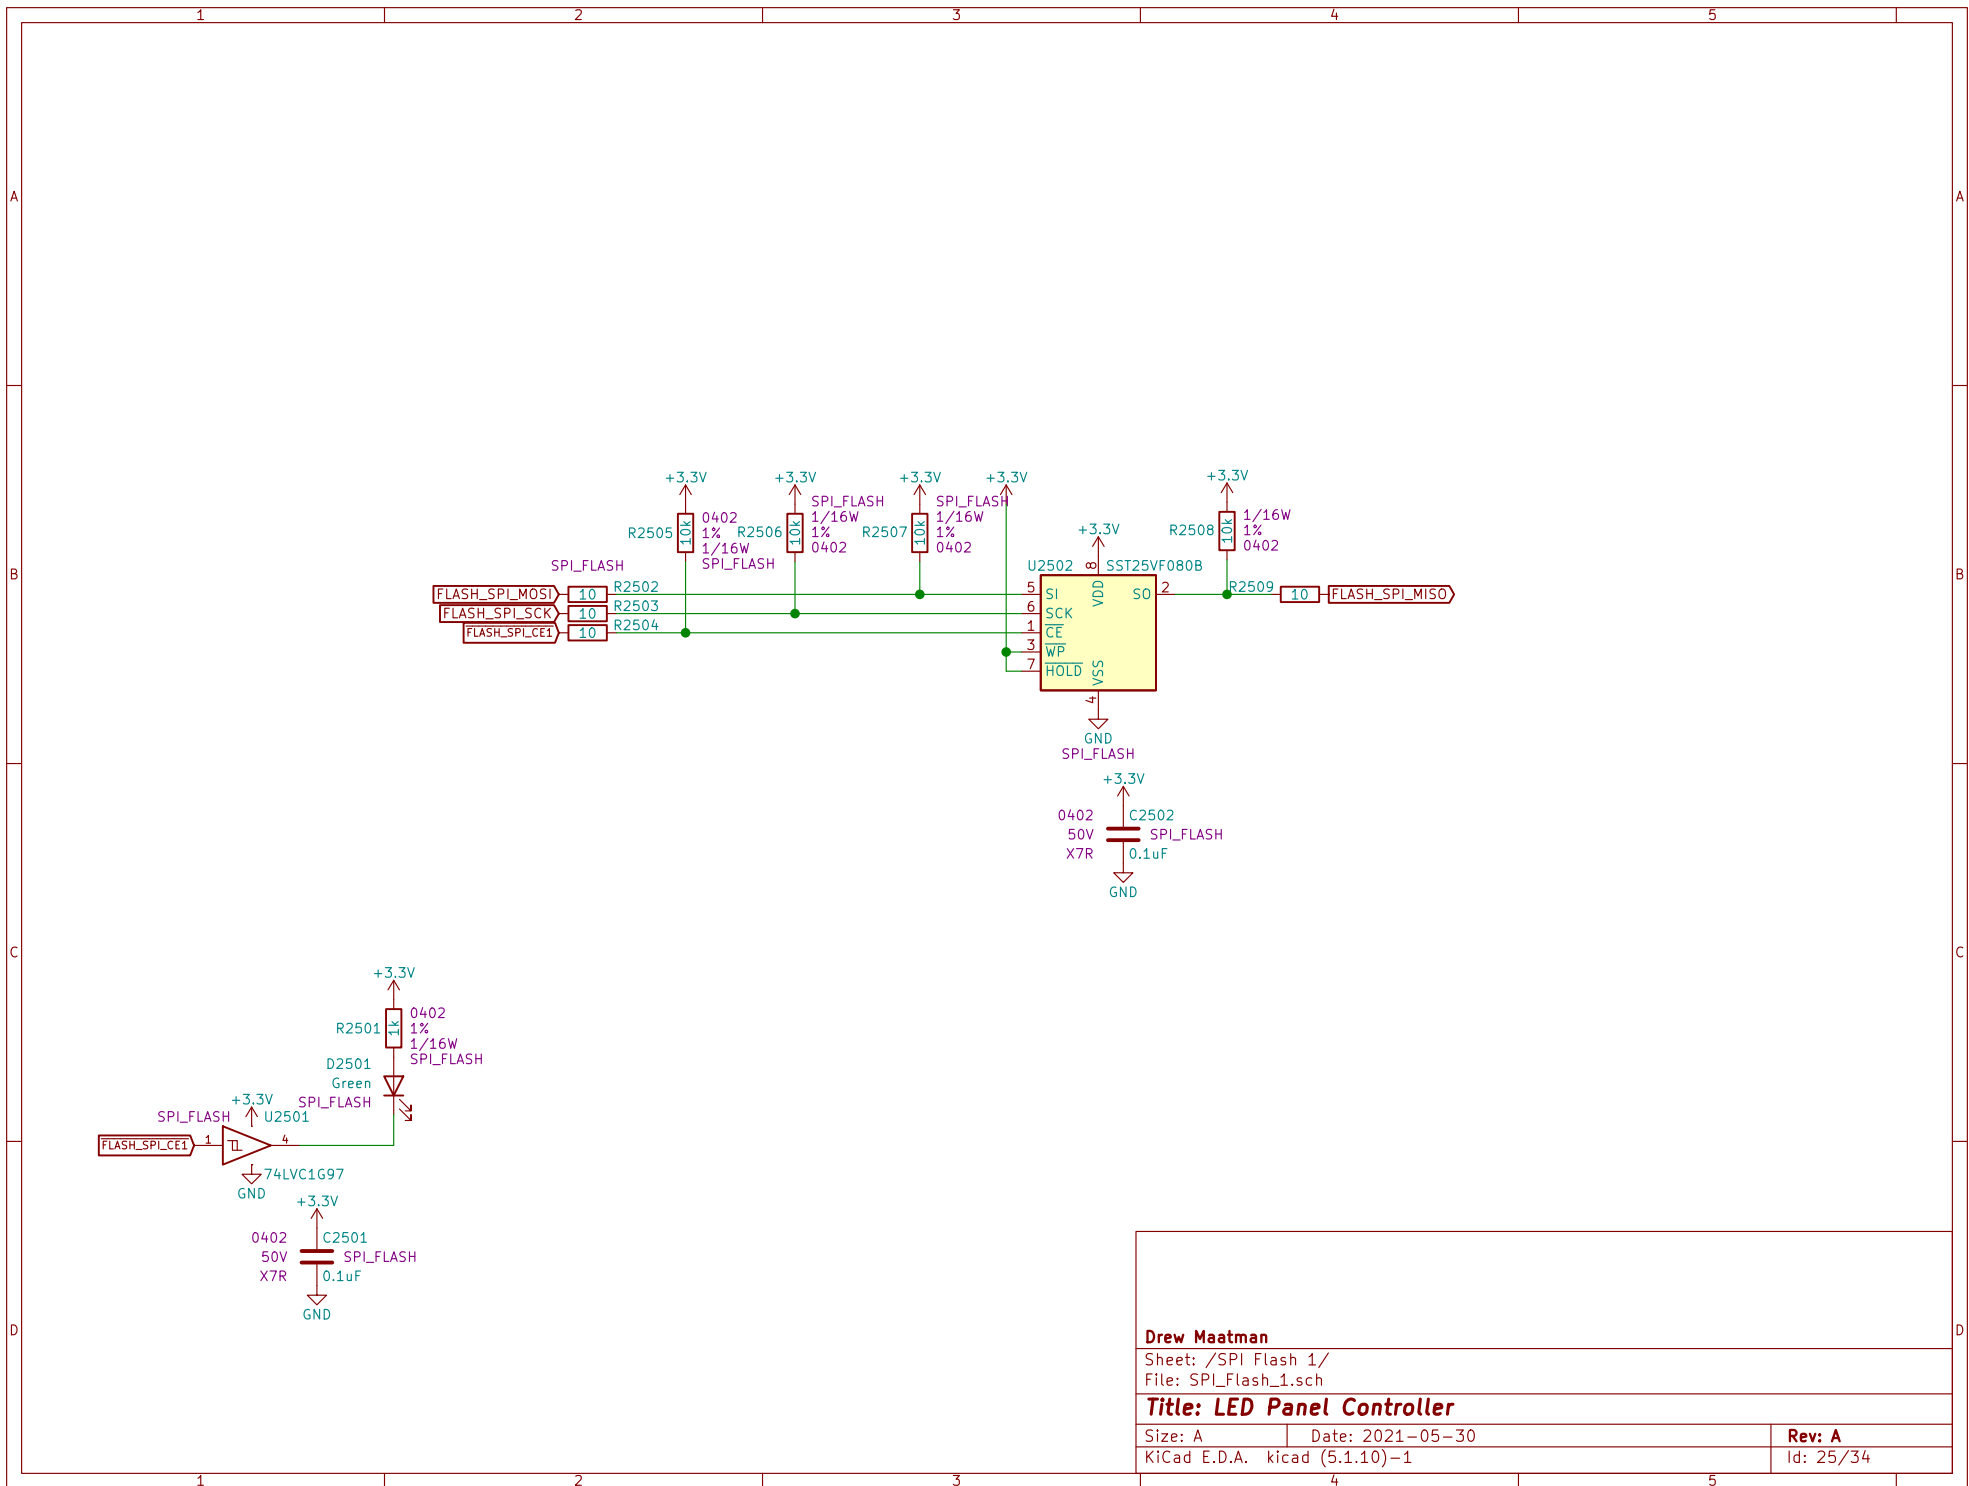 1 2 3 4 5
A A
B B
C C
D D
+3.3V
+3.3V
+3.3V
+3.3V
+3.3V
R2505 10k
0402
1%
1/16W
SPI_FLASH
R2506 10k
SPI_FLASH
1/16W
1%
0402
R2507 10k
SPI_FLASH
1/16W
1%
0402
R2508 10k
1/16W
1%
0402
SPI_FLASH
FLASH_SPI_MOSI 10 R2502
FLASH_SPI_SCK 10 R2503
FLASH_SPI_CE1 10 R2504
+3.3V
U2502 SST25VF080B
8 VDD
5 SI
6 SCK
1 CE
3 WP
7 HOLD
SO 2
VSS 4
R2509 10 FLASH_SPI_MISO
GND
SPI_FLASH
+3.3V
0402 C2502
50V SPI_FLASH
X7R 0.1uF
GND
+3.3V
R2501 1k
0402
1%
1/16W
SPI_FLASH
D2501
Green
SPI_FLASH
+3.3V
SPI_FLASH U2501
FLASH_SPI_CE1 1 4
74LVC1G97
GND
+3.3V
0402 C2501
50V SPI_FLASH
X7R 0.1uF
GND
Drew Maatman
Sheet: /SPI Flash 1/
File: SPI_Flash_1.sch
Title: LED Panel Controller
Size: A Date: 2021-05-30 Rev: A
KiCad E.D.A. kicad (5.1.10)-1 Id: 25/34
1 2 3 4 5